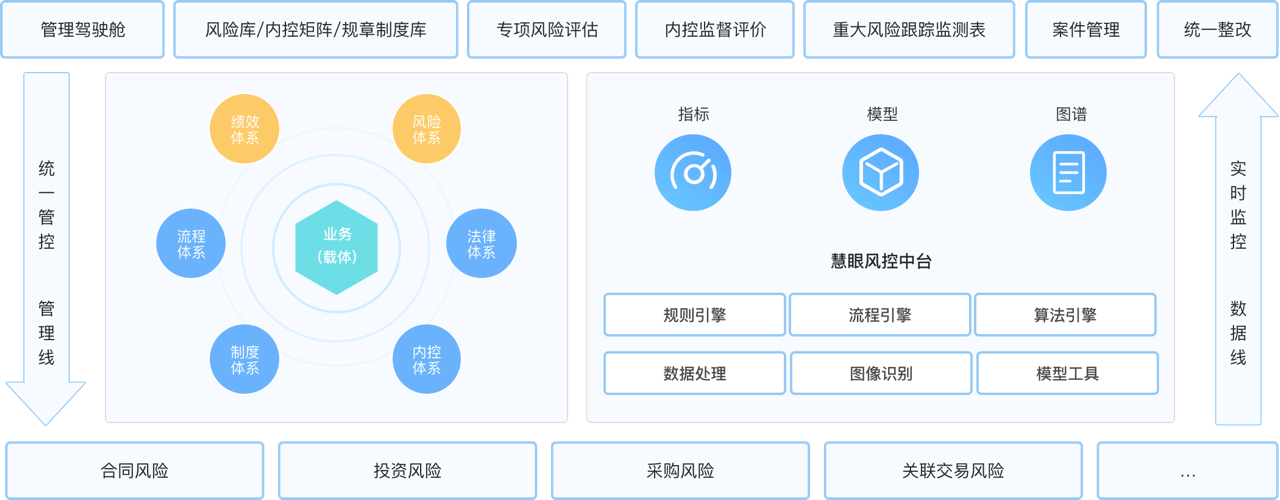 管理驾驶舱
风险库/内控矩阵/规章制度库
专项风险评估
内控监督评价
重大风险跟踪监测表
案件管理
统一整改
统一管控 管理线
绩效
体系
风险
体系
流程
体系
业务
(载体)
法律
体系
制度
体系
内控
体系
指标
模型
图谱
慧眼风控中台
规则引擎
流程引擎
算法引擎
数据处理
图像识别
模型工具
实时监控 数据线
合同风险
投资风险
采购风险
关联交易风险
...